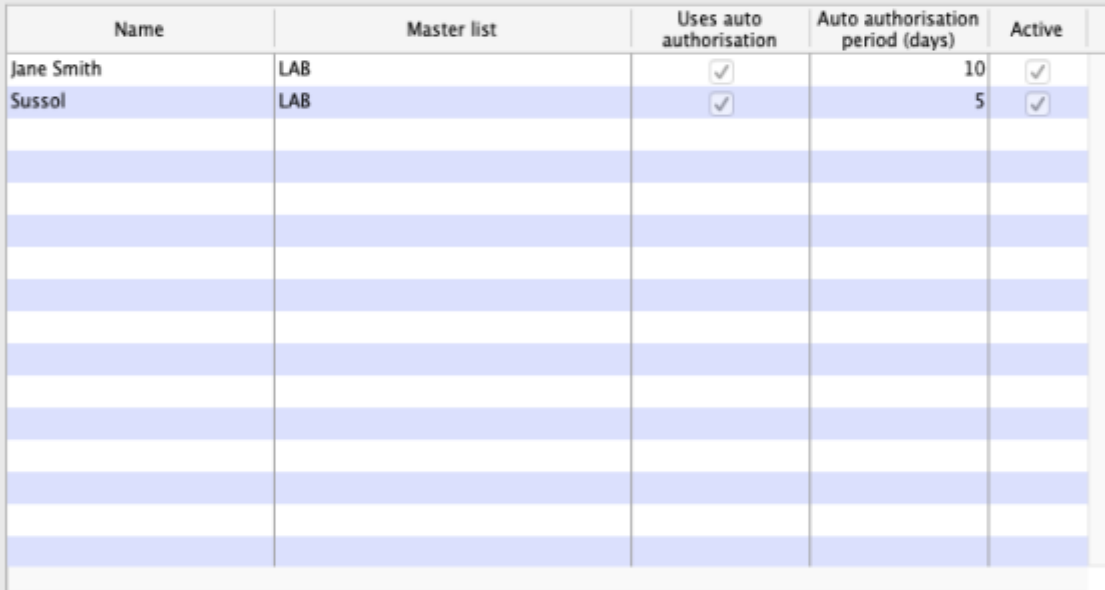 Name Master list Uses auto authorisation Auto authorisation period (days) Active
Jane Smith LAB 10
Sussol LAB 5